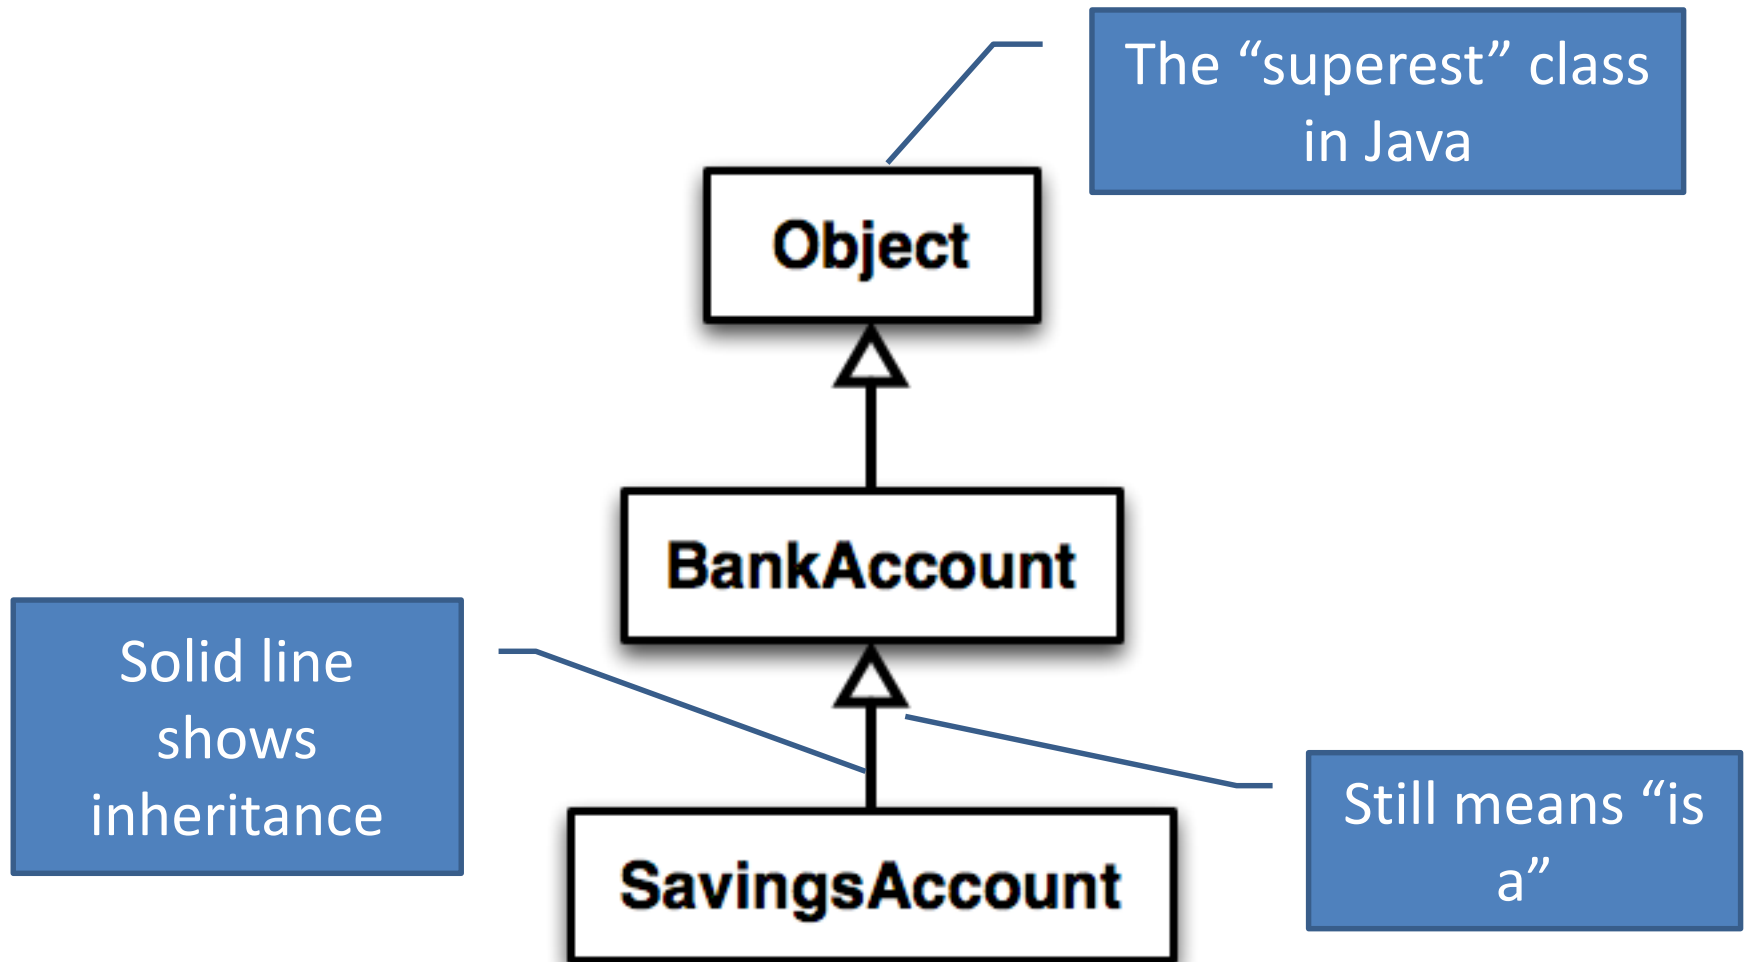 The “superest” class
in Java
Object
BankAccount
Solid line
shows
inheritance
Still means “is
a”
SavingsAccount